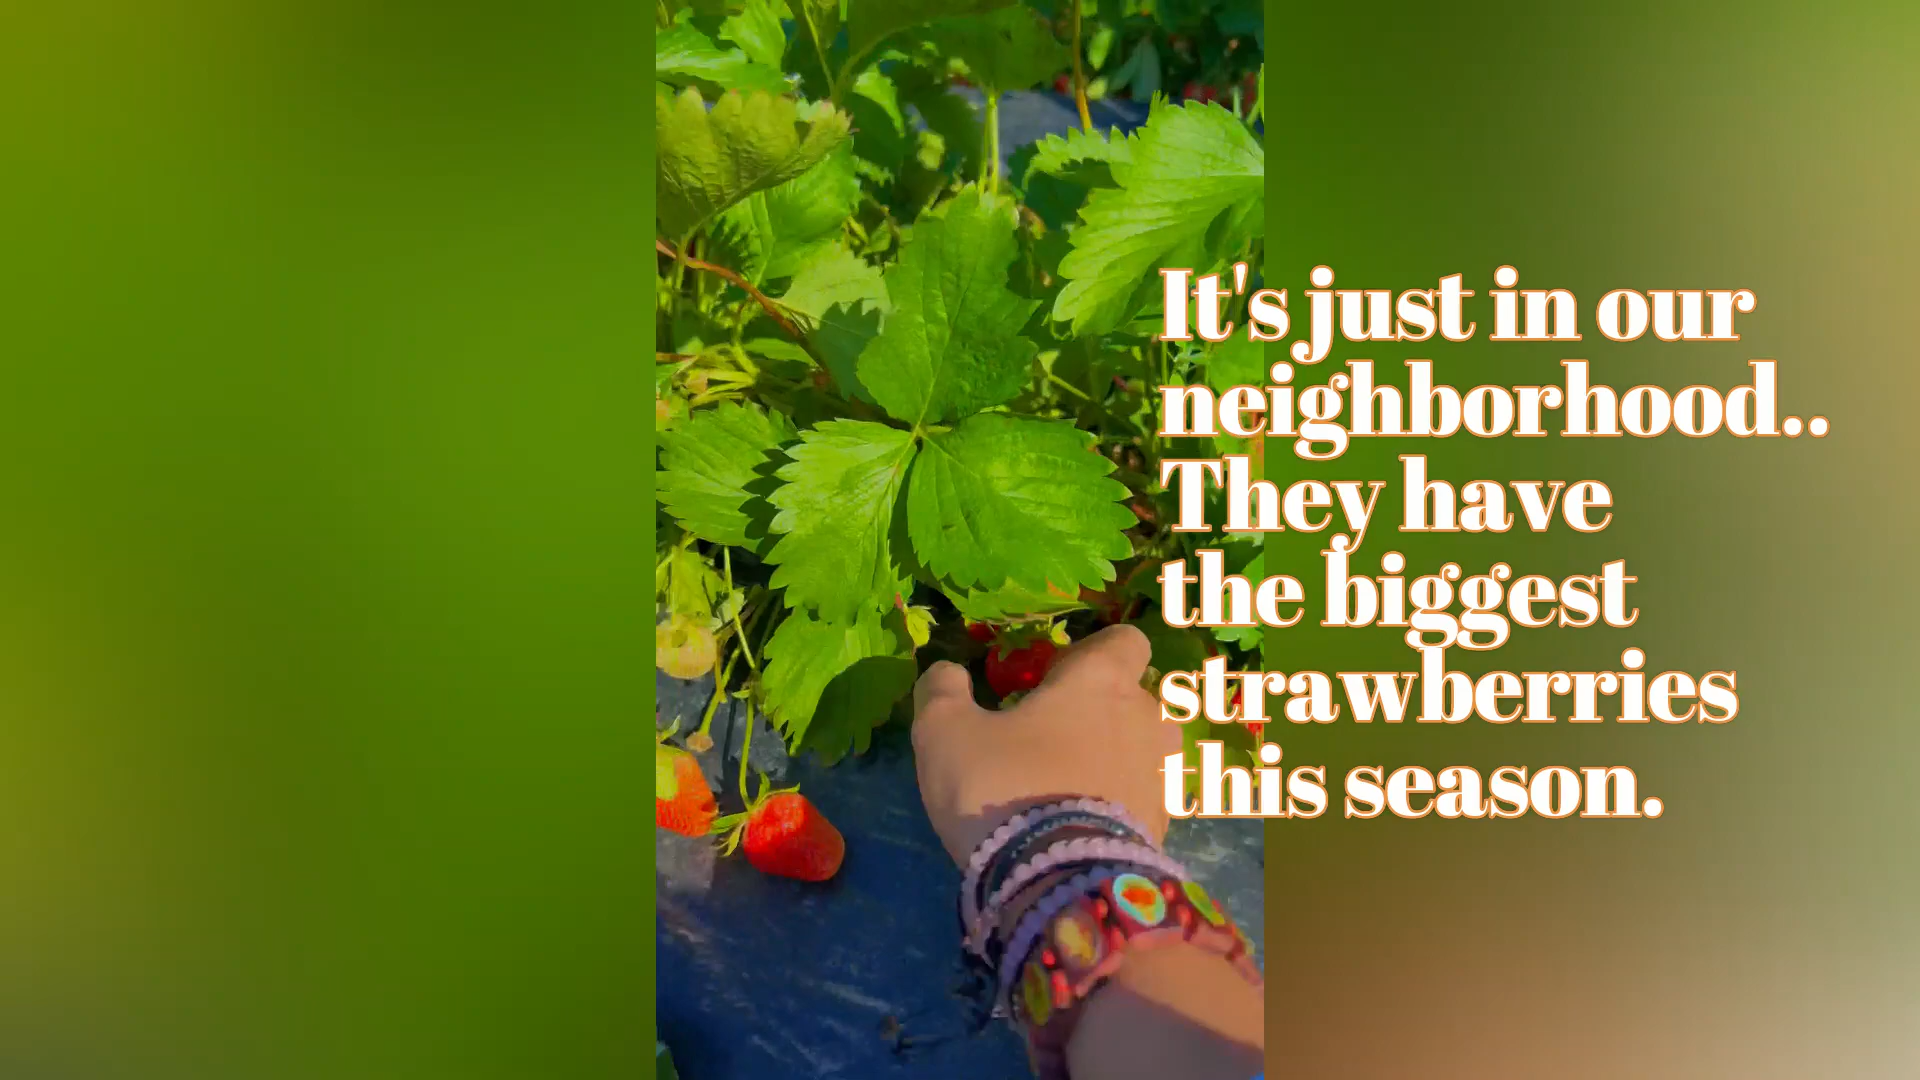 It's just in our
neighborhood..
They have
the biggest
strawberries
this season.